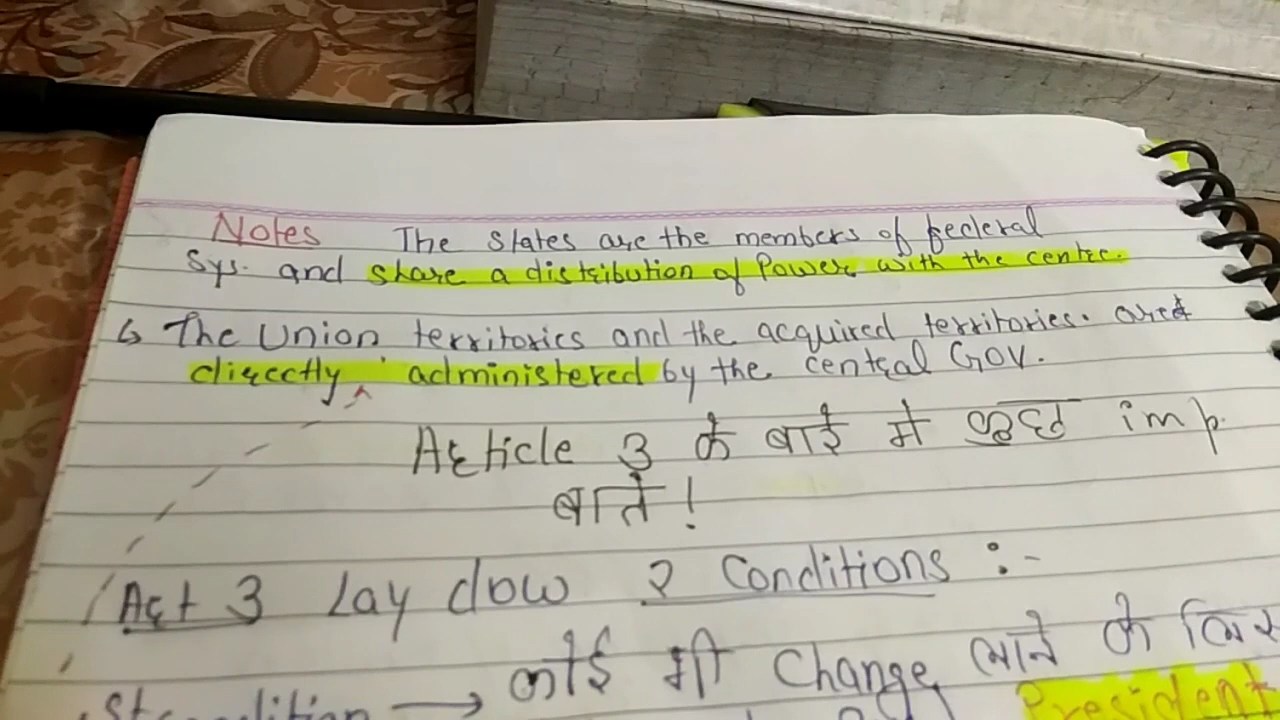 Notes The States are the members of federal
Sys. and share a distribution of Power with the centre.
↳ The Union territories and the acquired territories. are
directly administered by the central Gov.
Article 3 के बारे में कुछ imp.
बाते!
Art 3 Lay dow 2 Conditions :-
कोई भी Change लाने के लिए
President